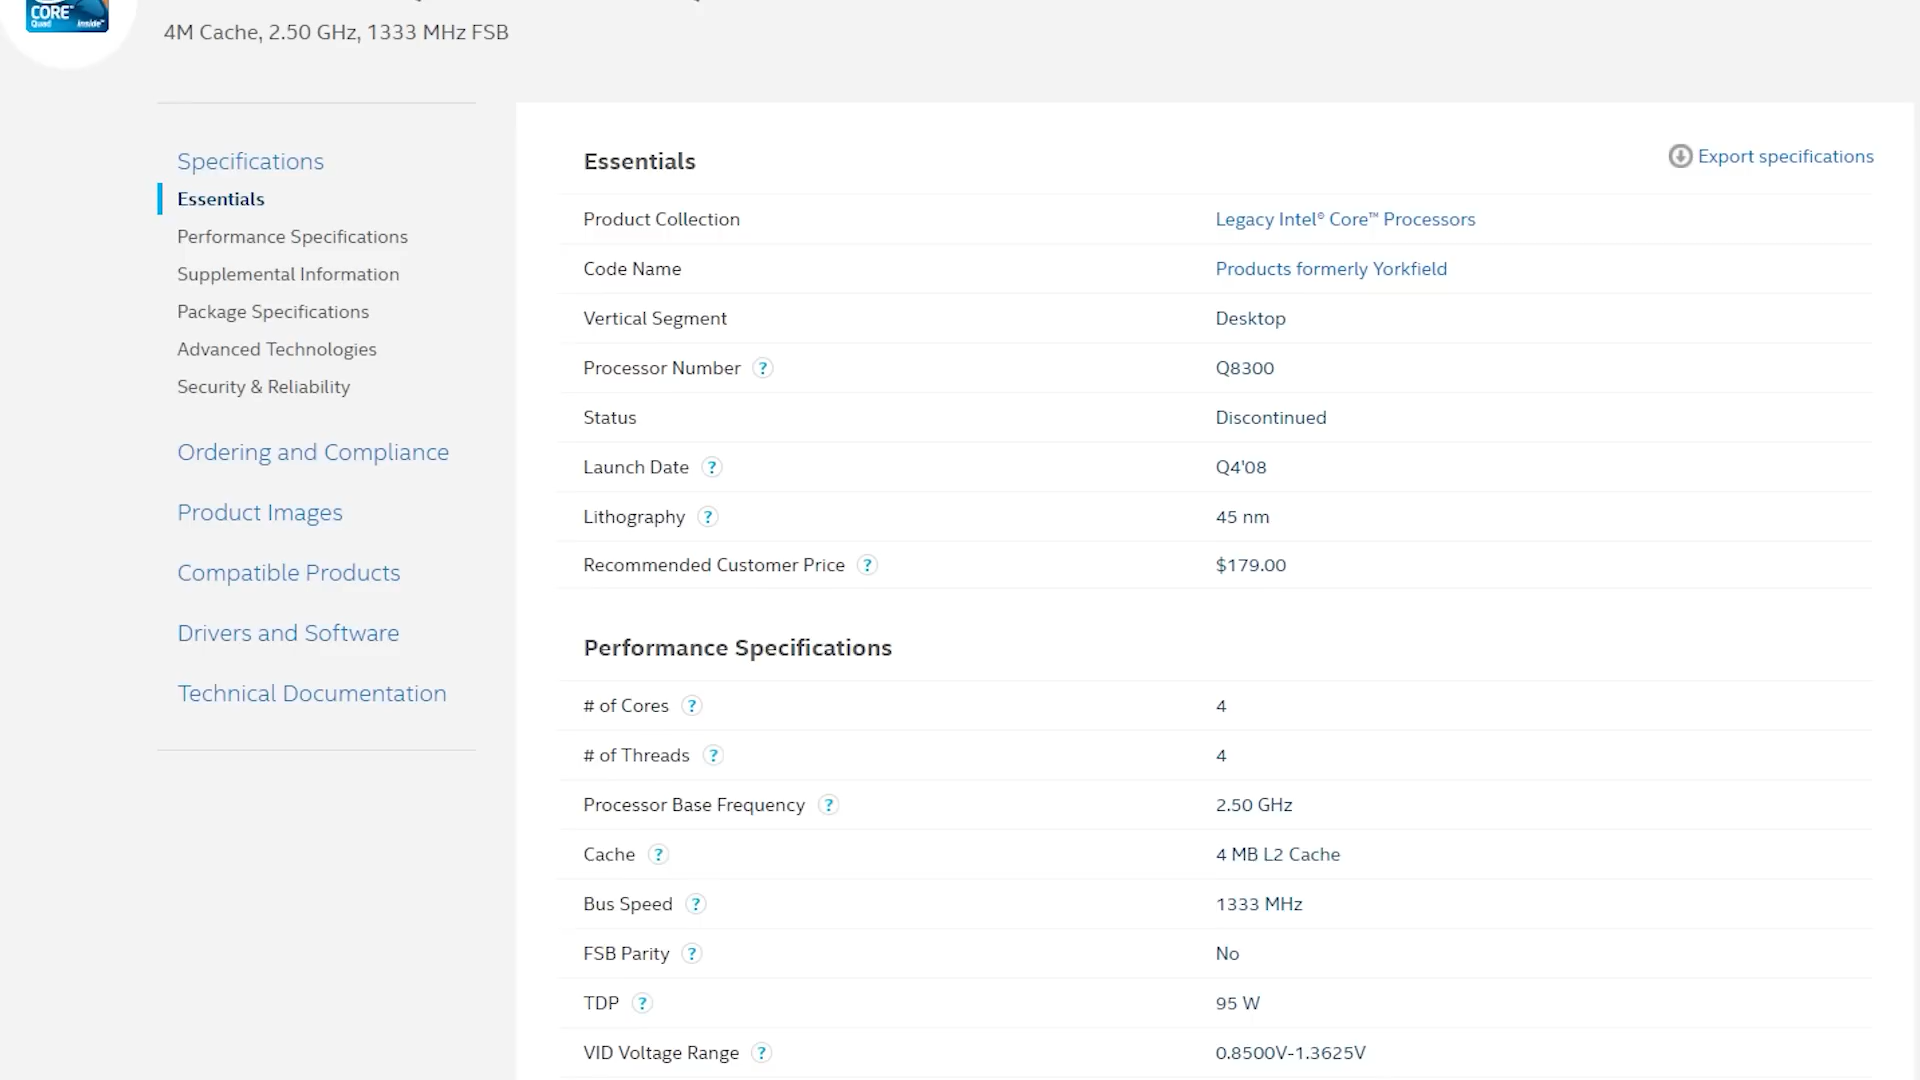 CORE™
Quad inside™
4M Cache, 2.50 GHz, 1333 MHz FSB
Specifications
Essentials
Performance Specifications
Supplemental Information
Package Specifications
Advanced Technologies
Security & Reliability
Ordering and Compliance
Product Images
Compatible Products
Drivers and Software
Technical Documentation
Essentials
Export specifications
Product Collection Legacy Intel® Core™ Processors
Code Name Products formerly Yorkfield
Vertical Segment Desktop
Processor Number ? Q8300
Status Discontinued
Launch Date ? Q4'08
Lithography ? 45 nm
Recommended Customer Price ? $179.00
Performance Specifications
# of Cores ? 4
# of Threads ? 4
Processor Base Frequency ? 2.50 GHz
Cache ? 4 MB L2 Cache
Bus Speed ? 1333 MHz
FSB Parity ? No
TDP ? 95 W
VID Voltage Range ? 0.8500V-1.3625V